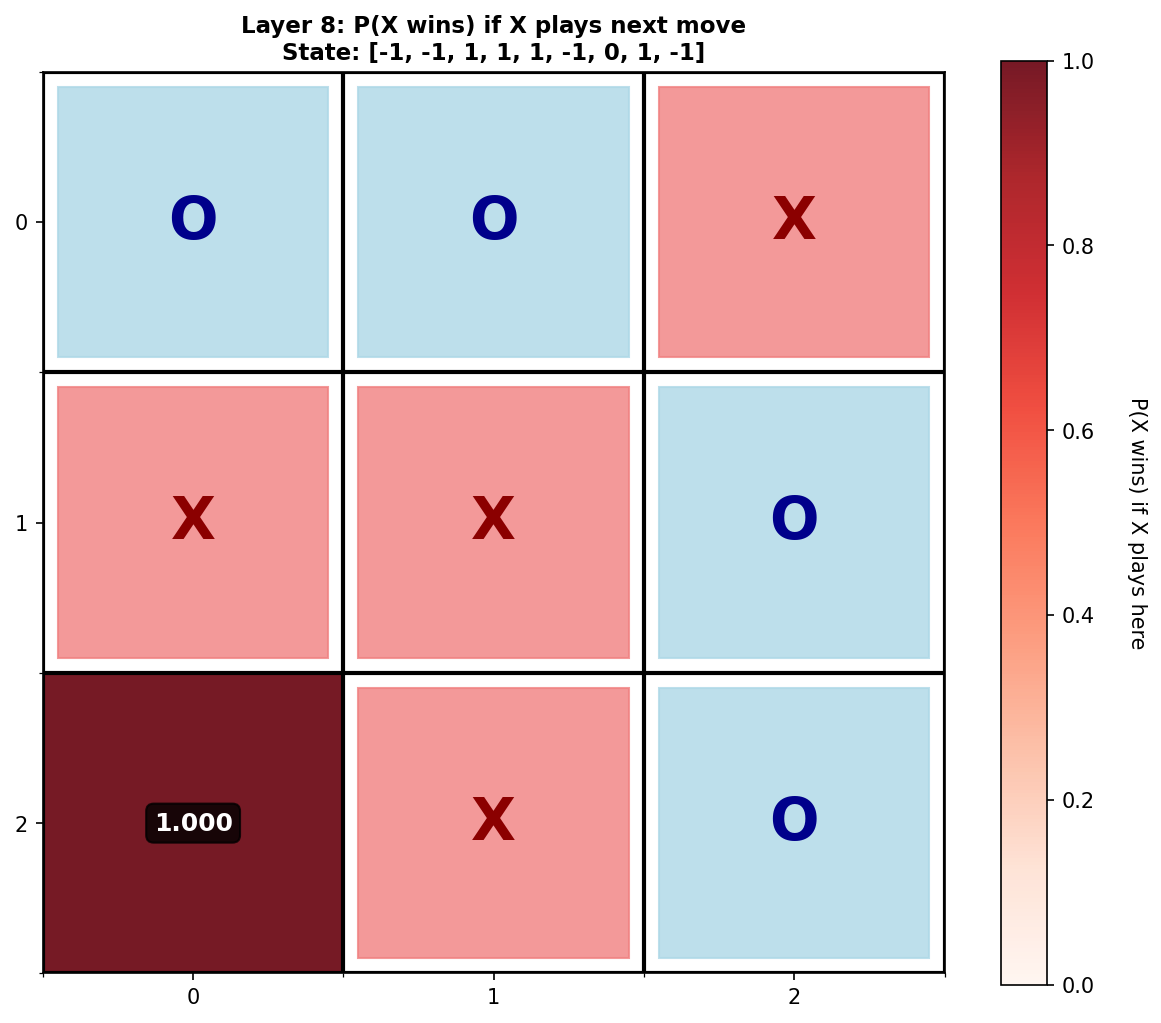 Layer 8: P(X wins) if X plays next move
State: [-1, -1, 1, 1, 1, -1, 0, 1, -1]
0
O
O
X
1
X
X
O
2
1.000
X
O
0
1
2
1.0
0.8
0.6
0.4
0.2
0.0
P(X wins) if X plays here